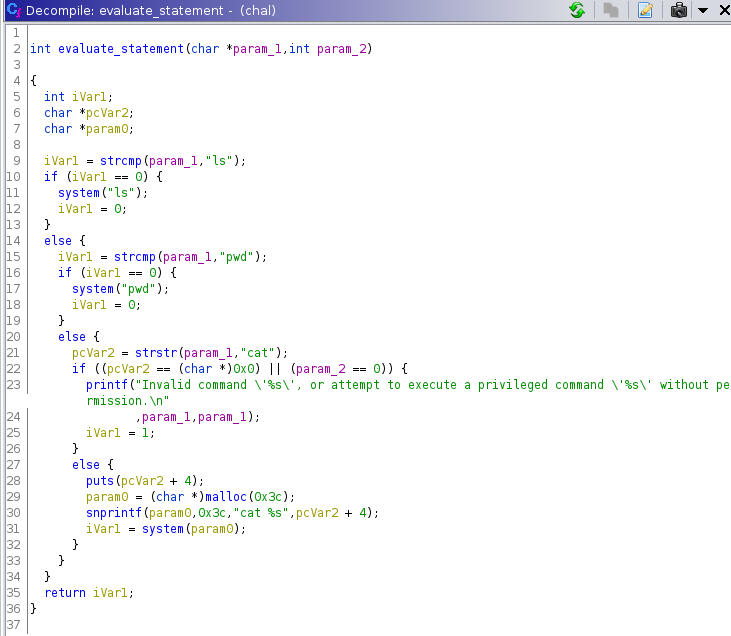 Decompile: evaluate_statement - (chal)
1
2 int evaluate_statement(char *param_1,int param_2)
3
4 {
5   int iVar1;
6   char *pcVar2;
7   char *param0;
8
9   iVar1 = strcmp(param_1,"ls");
10   if (iVar1 == 0) {
11     system("ls");
12     iVar1 = 0;
13   }
14   else {
15     iVar1 = strcmp(param_1,"pwd");
16     if (iVar1 == 0) {
17       system("pwd");
18       iVar1 = 0;
19     }
20     else {
21       pcVar2 = strstr(param_1,"cat");
22       if ((pcVar2 == (char *)0x0) || (param_2 == 0)) {
23         printf("Invalid command \'%s\', or attempt to execute a privileged command \'%s\' without pe
rmission.\n"
24                ,param_1,param_1);
25         iVar1 = 1;
26       }
27       else {
28         puts(pcVar2 + 4);
29         param0 = (char *)malloc(0x3c);
30         snprintf(param0,0x3c,"cat %s",pcVar2 + 4);
31         iVar1 = system(param0);
32       }
33     }
34   }
35   return iVar1;
36 }
37